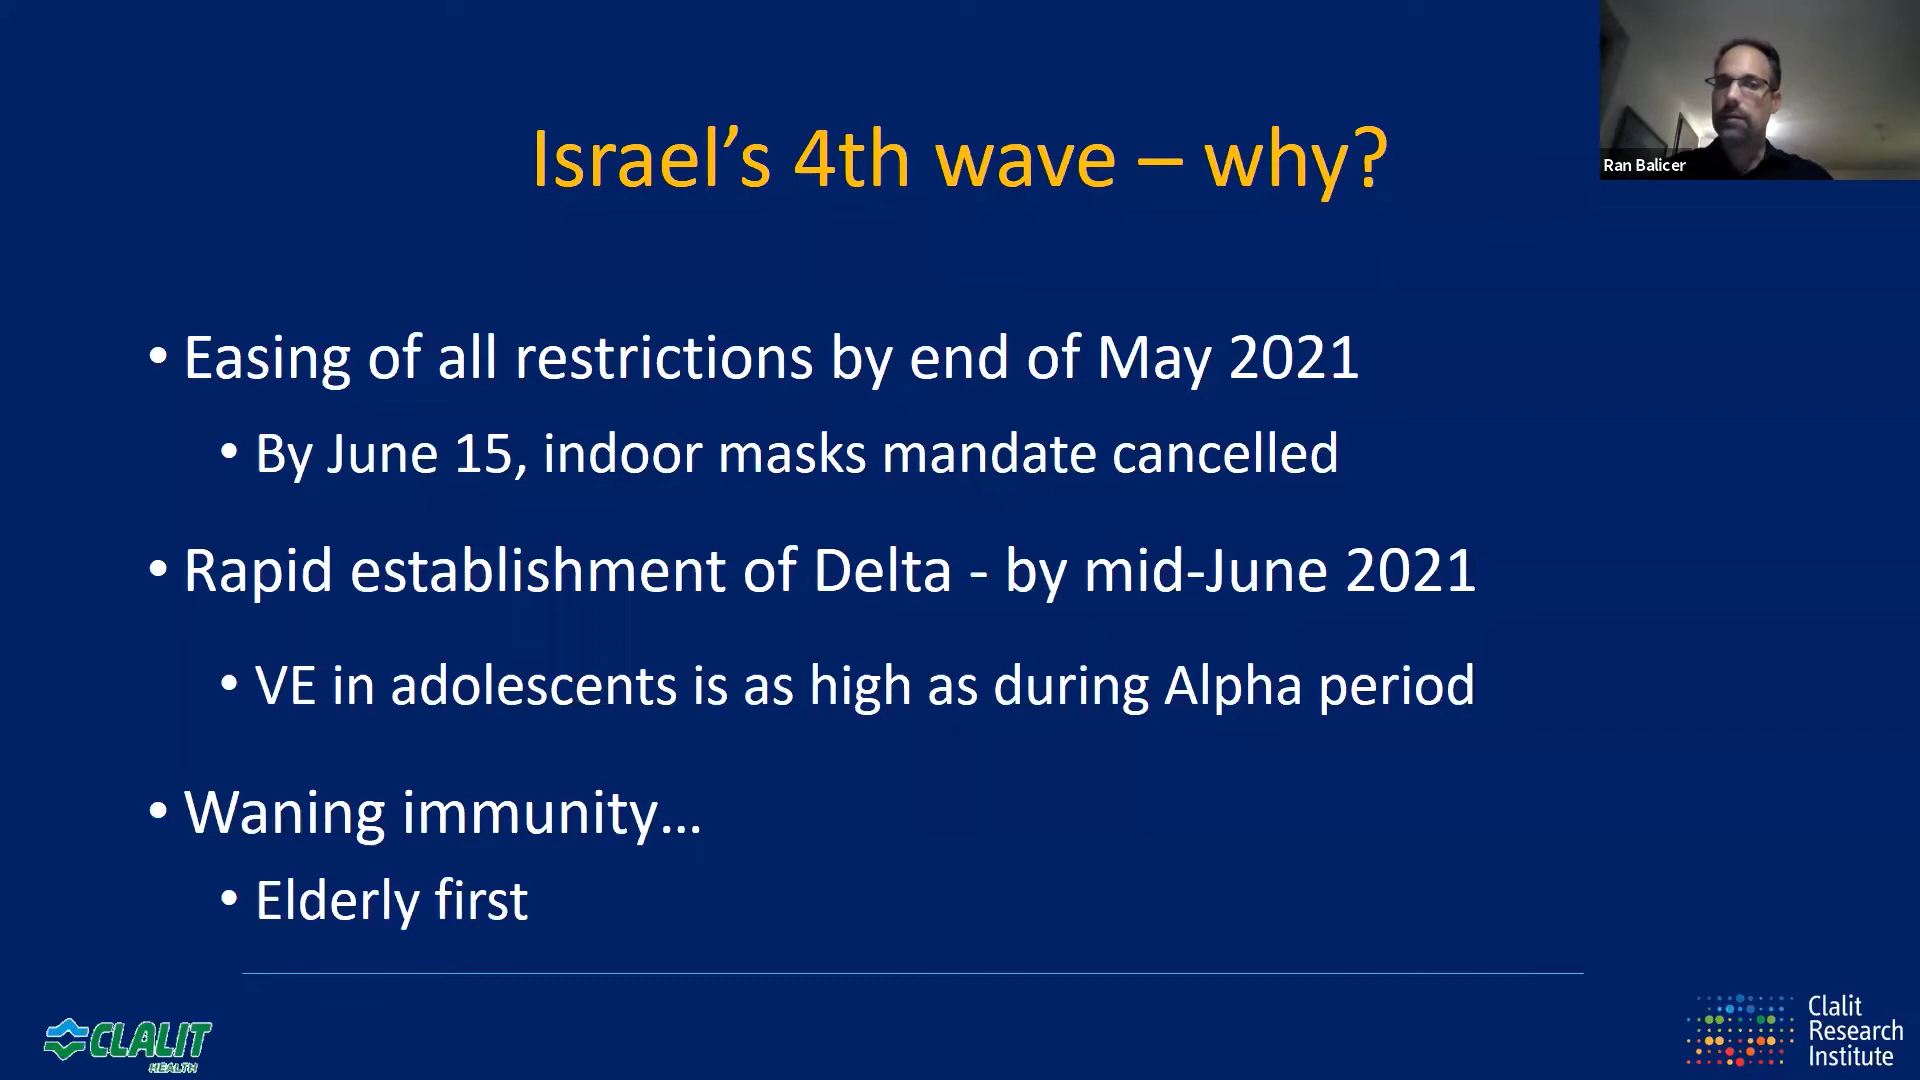 Israel’s 4th wave – why?
Ran Balicer
• Easing of all restrictions by end of May 2021
• By June 15, indoor masks mandate cancelled
• Rapid establishment of Delta - by mid-June 2021
• VE in adolescents is as high as during Alpha period
• Waning immunity…
• Elderly first
CLALIT
HEALTH
Clalit
Research
Institute